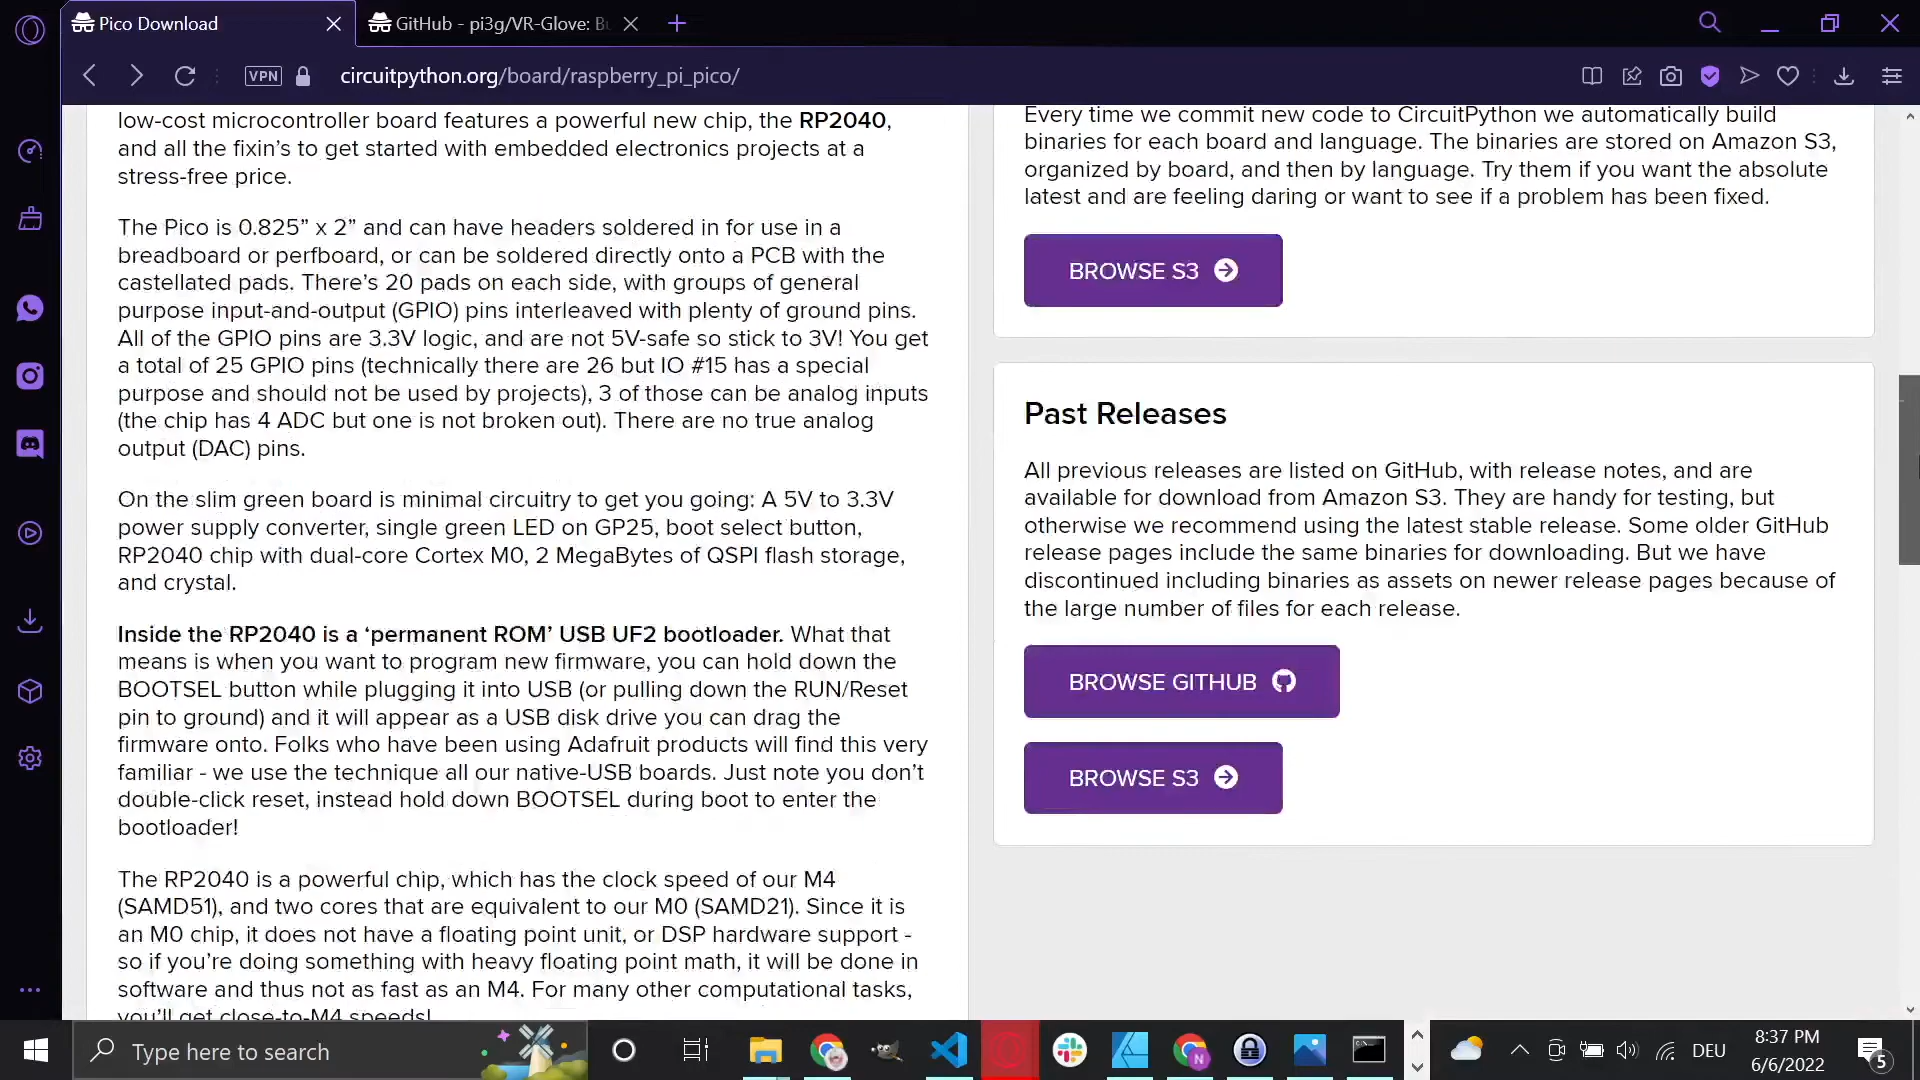 Pico Download
GitHub - pi3g/VR-Glove: Bu
VPN
circuitpython.org/board/raspberry_pi_pico/
low-cost microcontroller board features a powerful new chip, the RP2040,
and all the fixin's to get started with embedded electronics projects at a
stress-free price.
The Pico is 0.825” x 2” and can have headers soldered in for use in a
breadboard or perfboard, or can be soldered directly onto a PCB with the
castellated pads. There’s 20 pads on each side, with groups of general
purpose input-and-output (GPIO) pins interleaved with plenty of ground pins.
All of the GPIO pins are 3.3V logic, and are not 5V-safe so stick to 3V! You get
a total of 25 GPIO pins (technically there are 26 but IO #15 has a special
purpose and should not be used by projects), 3 of those can be analog inputs
(the chip has 4 ADC but one is not broken out). There are no true analog
output (DAC) pins.
On the slim green board is minimal circuitry to get you going: A 5V to 3.3V
power supply converter, single green LED on GP25, boot select button,
RP2040 chip with dual-core Cortex M0, 2 MegaBytes of QSPI flash storage,
and crystal.
Inside the RP2040 is a ‘permanent ROM’ USB UF2 bootloader. What that
means is when you want to program new firmware, you can hold down the
BOOTSEL button while plugging it into USB (or pulling down the RUN/Reset
pin to ground) and it will appear as a USB disk drive you can drag the
firmware onto. Folks who have been using Adafruit products will find this very
familiar - we use the technique all our native-USB boards. Just note you don’t
double-click reset, instead hold down BOOTSEL during boot to enter the
bootloader!
The RP2040 is a powerful chip, which has the clock speed of our M4
(SAMD51), and two cores that are equivalent to our M0 (SAMD21). Since it is
an M0 chip, it does not have a floating point unit, or DSP hardware support -
so if you’re doing something with heavy floating point math, it will be done in
software and thus not as fast as an M4. For many other computational tasks,
you’ll get close-to-M4 speeds!
Every time we commit new code to CircuitPython we automatically build
binaries for each board and language. The binaries are stored on Amazon S3,
organized by board, and then by language. Try them if you want the absolute
latest and are feeling daring or want to see if a problem has been fixed.
BROWSE S3
Past Releases
All previous releases are listed on GitHub, with release notes, and are
available for download from Amazon S3. They are handy for testing, but
otherwise we recommend using the latest stable release. Some older GitHub
release pages include the same binaries for downloading. But we have
discontinued including binaries as assets on newer release pages because of
the large number of files for each release.
BROWSE GITHUB
BROWSE S3
Type here to search
N
DEU
8:37 PM
6/6/2022
5